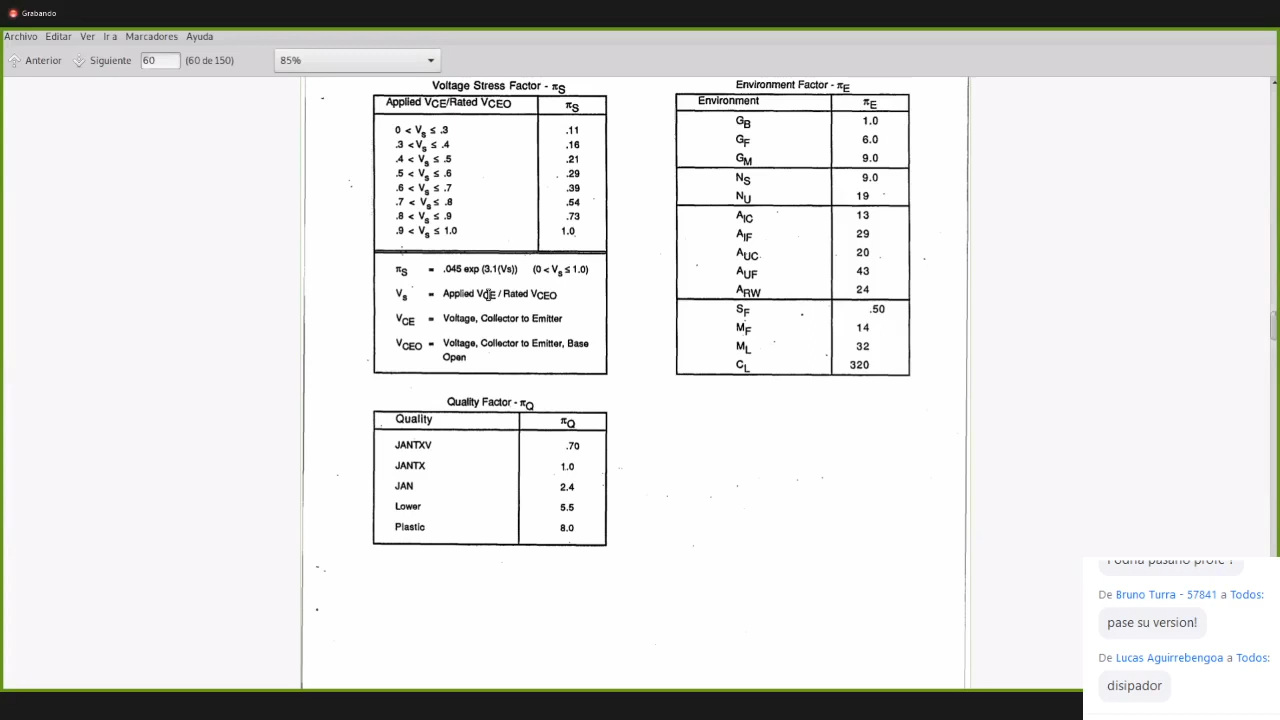 Grabando
Archivo Editar Ver Ir a Marcadores Ayuda
Anterior Siguiente 60 (60 de 150) 85%
Voltage Stress Factor - πS
Applied VCE/Rated VCEO πS
0 < Vs ≤ .3 .11
.3 < Vs ≤ .4 .16
.4 < Vs ≤ .5 .21
.5 < Vs ≤ .6 .29
.6 < Vs ≤ .7 .39
.7 < Vs ≤ .8 .54
.8 < Vs ≤ .9 .73
.9 < Vs ≤ 1.0 1.0
πS = .045 exp (3.1(Vs)) (0 < Vs ≤ 1.0)
Vs = Applied VCE / Rated VCEO
VCE = Voltage, Collector to Emitter
VCEO = Voltage, Collector to Emitter, Base
Open
Quality Factor - πQ
Quality πQ
JANTXV .70
JANTX 1.0
JAN 2.4
Lower 5.5
Plastic 8.0
Environment Factor - πE
Environment πE
GB 1.0
GF 6.0
GM 9.0
NS 9.0
NU 19
AIC 13
AIF 29
AUC 20
AUF 43
ARW 24
SF .50
MF 14
ML 32
CL 320
Podria pasarlo profe ?
De Bruno Turra - 57841 a Todos:
pase su version!
De Lucas Aguirrebengoa a Todos:
disipador